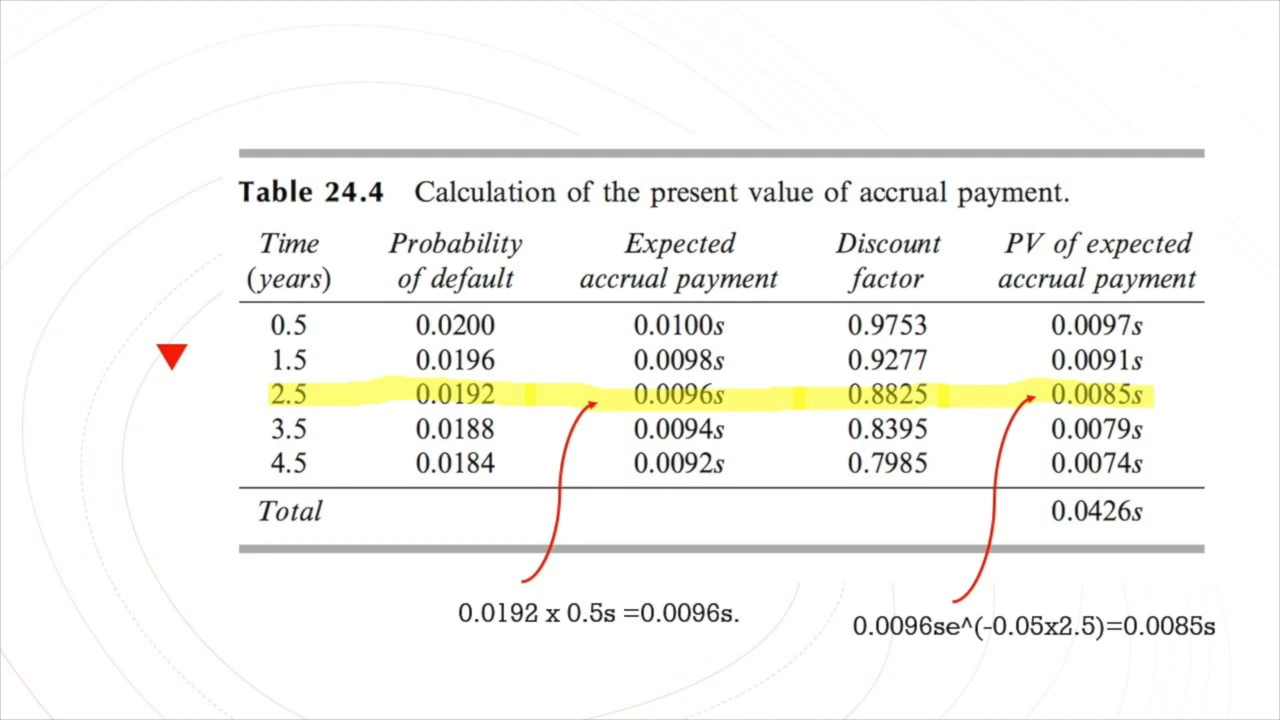 Table 24.4 Calculation of the present value of accrual payment.
Time Probability Expected Discount PV of expected
(years) of default accrual payment factor accrual payment
0.5 0.0200 0.0100s 0.9753 0.0097s
1.5 0.0196 0.0098s 0.9277 0.0091s
2.5 0.0192 0.0096s 0.8825 0.0085s
3.5 0.0188 0.0094s 0.8395 0.0079s
4.5 0.0184 0.0092s 0.7985 0.0074s
Total 0.0426s
0.0192 x 0.5s =0.0096s.
0.0096se^(-0.05x2.5)=0.0085s